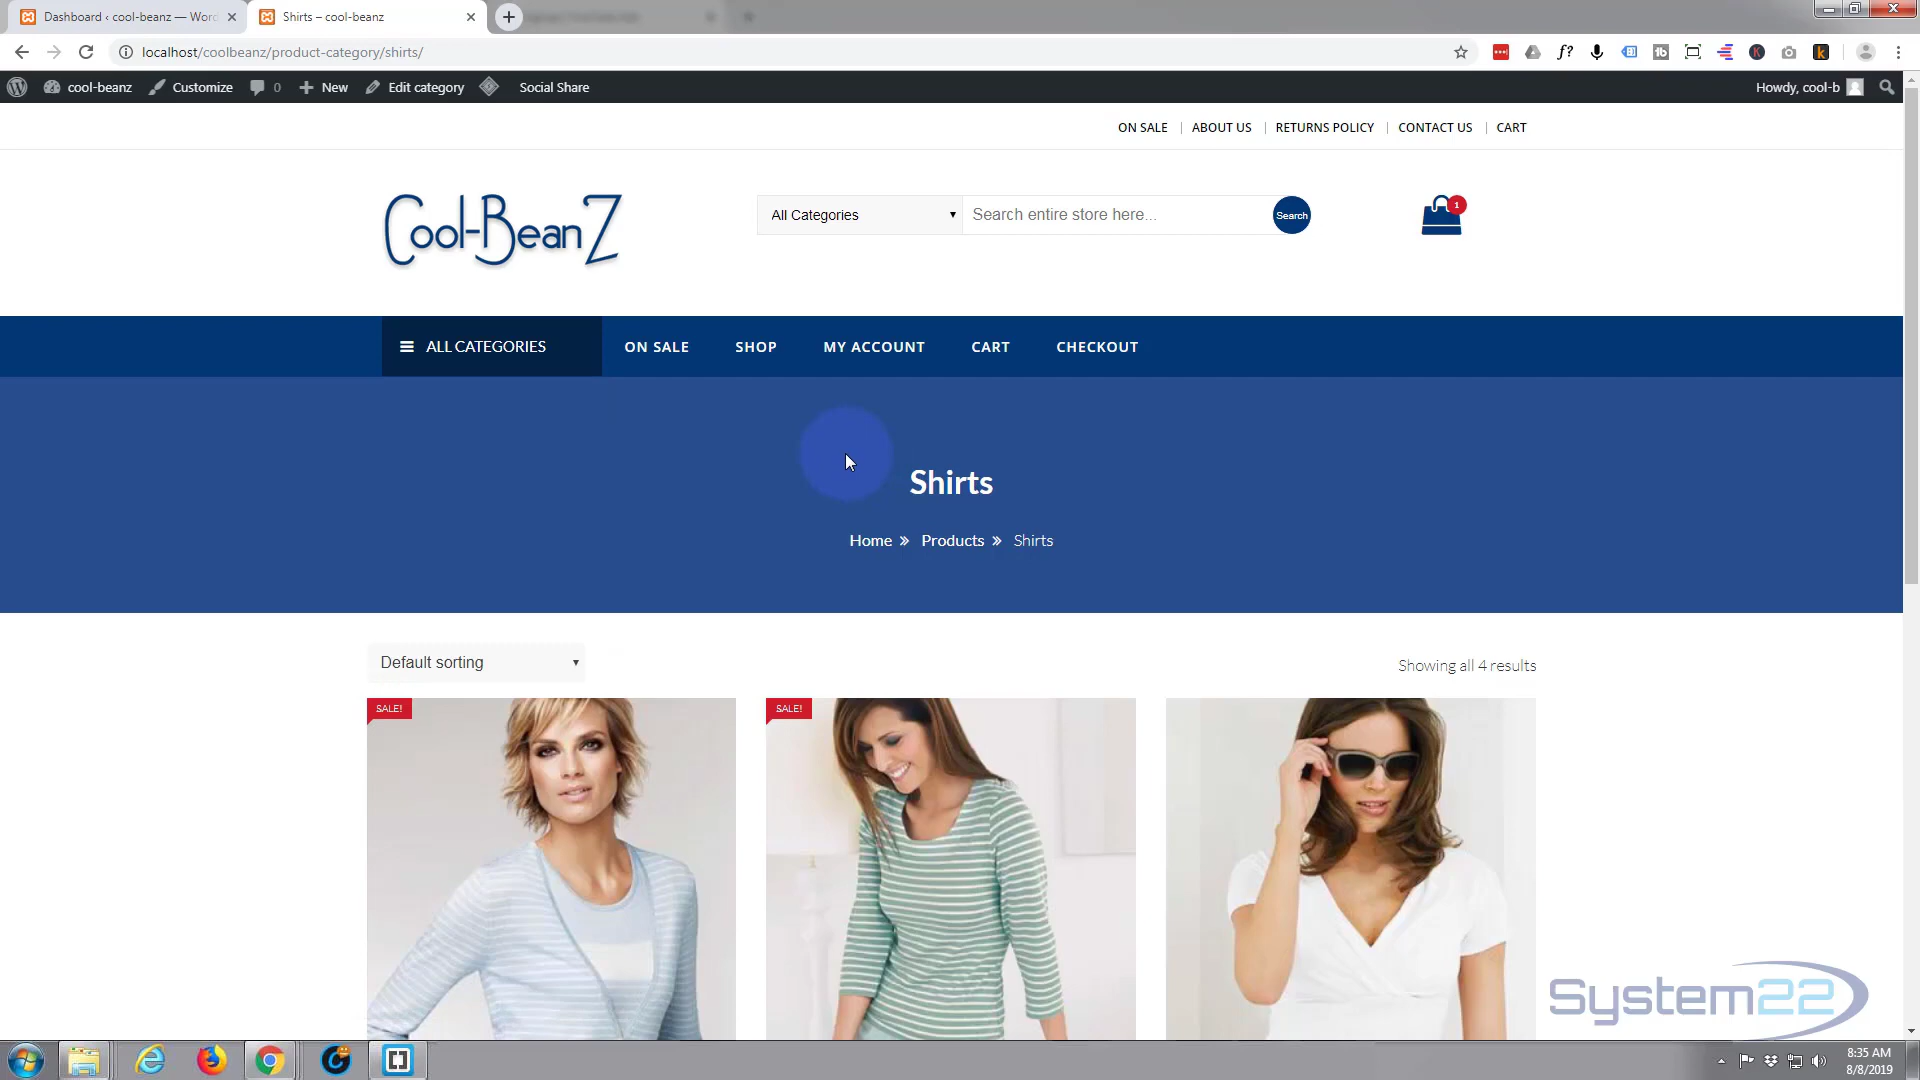 Dashboard ‹ cool-beanz — Word
Shirts – cool-beanz
localhost/coolbeanz/product-category/shirts/
cool-beanz Customize 0 New Edit category Social Share Howdy, cool-b
ON SALE ABOUT US RETURNS POLICY CONTACT US CART
Cool-BeanZ
All Categories Search entire store here... Search 1
ALL CATEGORIES ON SALE SHOP MY ACCOUNT CART CHECKOUT
Shirts
Home » Products » Shirts
Default sorting Showing all 4 results
SALE! SALE!
System22
8:35 AM
8/8/2019